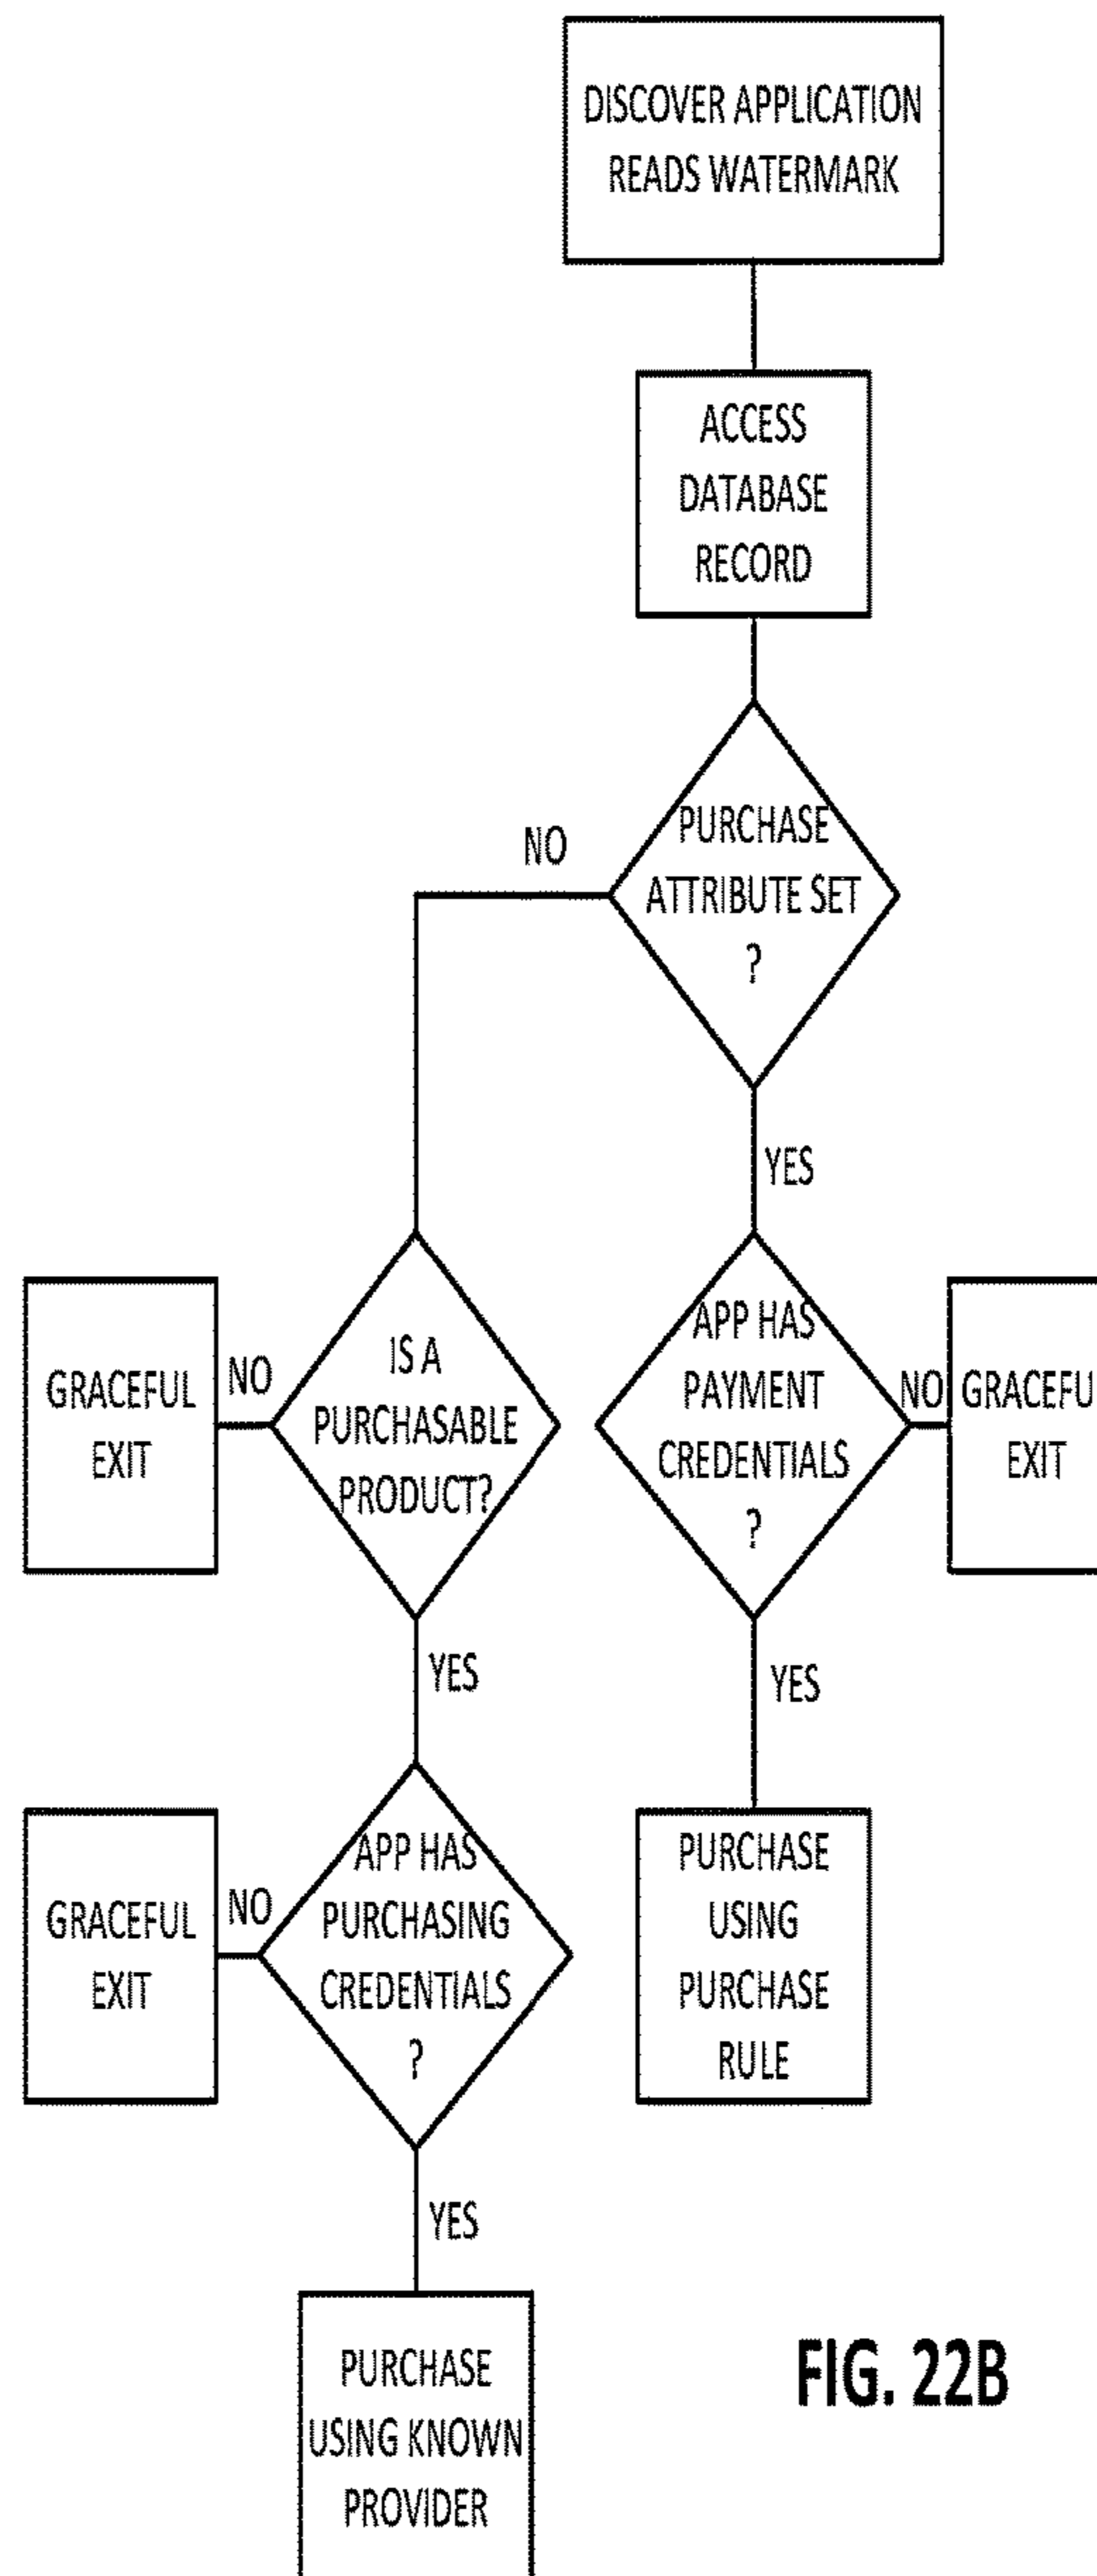 DISCOVER APPLICATION
READS WATERMARK
ACCESS
DATABASE
RECORD
PURCHASE
ATTRIBUTE SET
?
NO
YES
IS A
PURCHASABLE
PRODUCT?
NO
GRACEFUL
EXIT
APP HAS
PAYMENT
CREDENTIALS
?
NO
GRACEFU
EXIT
YES
YES
APP HAS
PURCHASING
CREDENTIALS
?
NO
GRACEFUL
EXIT
PURCHASE
USING
PURCHASE
RULE
YES
PURCHASE
USING KNOWN
PROVIDER
FIG. 22B